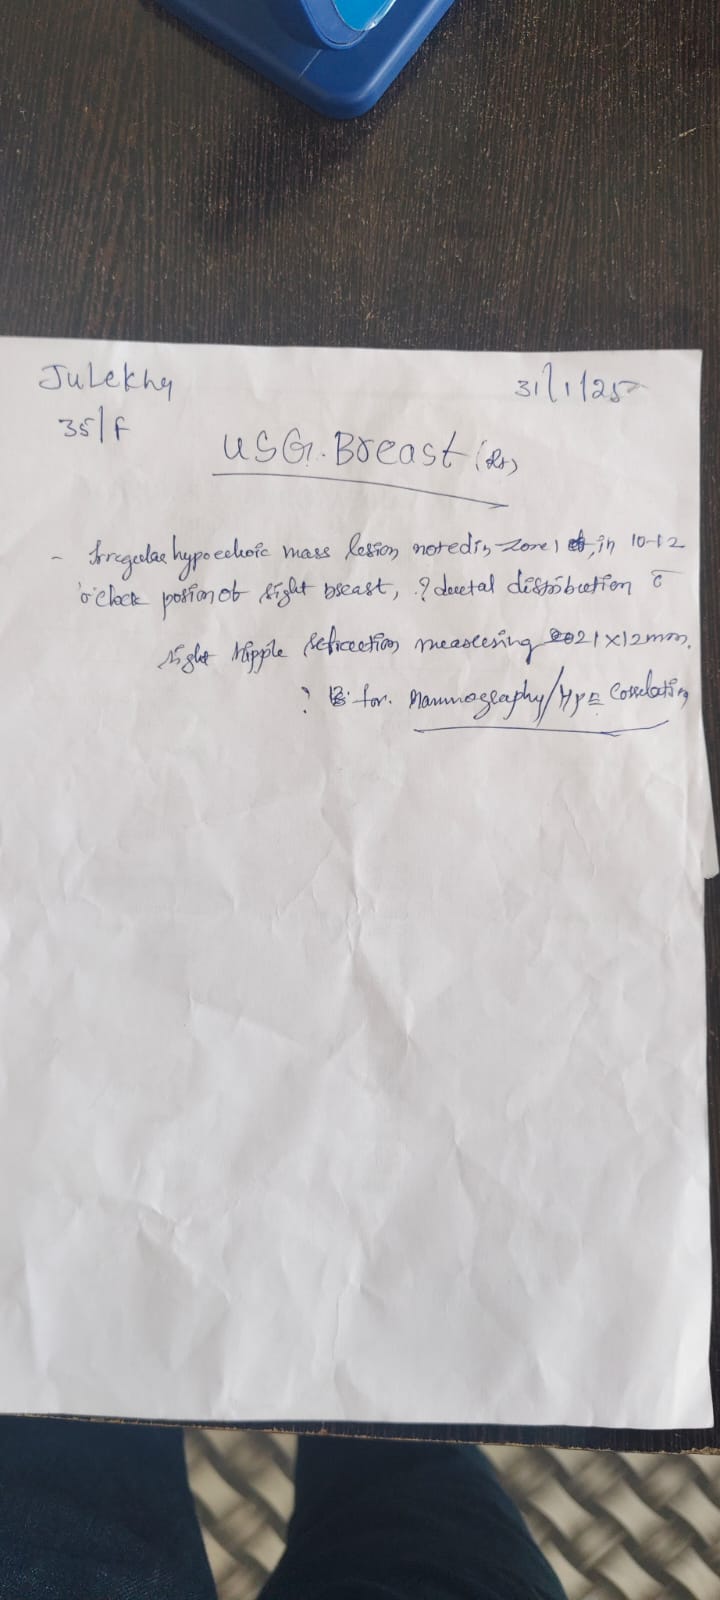 Julekha
31/1/25
35/F
USG. Breast (Rt)
- Irregular hypoechoic mass lesion noted in zone 1, in 10-12
o'clock position of right breast, ? ductal distribution c̄
right nipple retraction measuring 21x12mm.
? for. Mammography/HPE Correlation